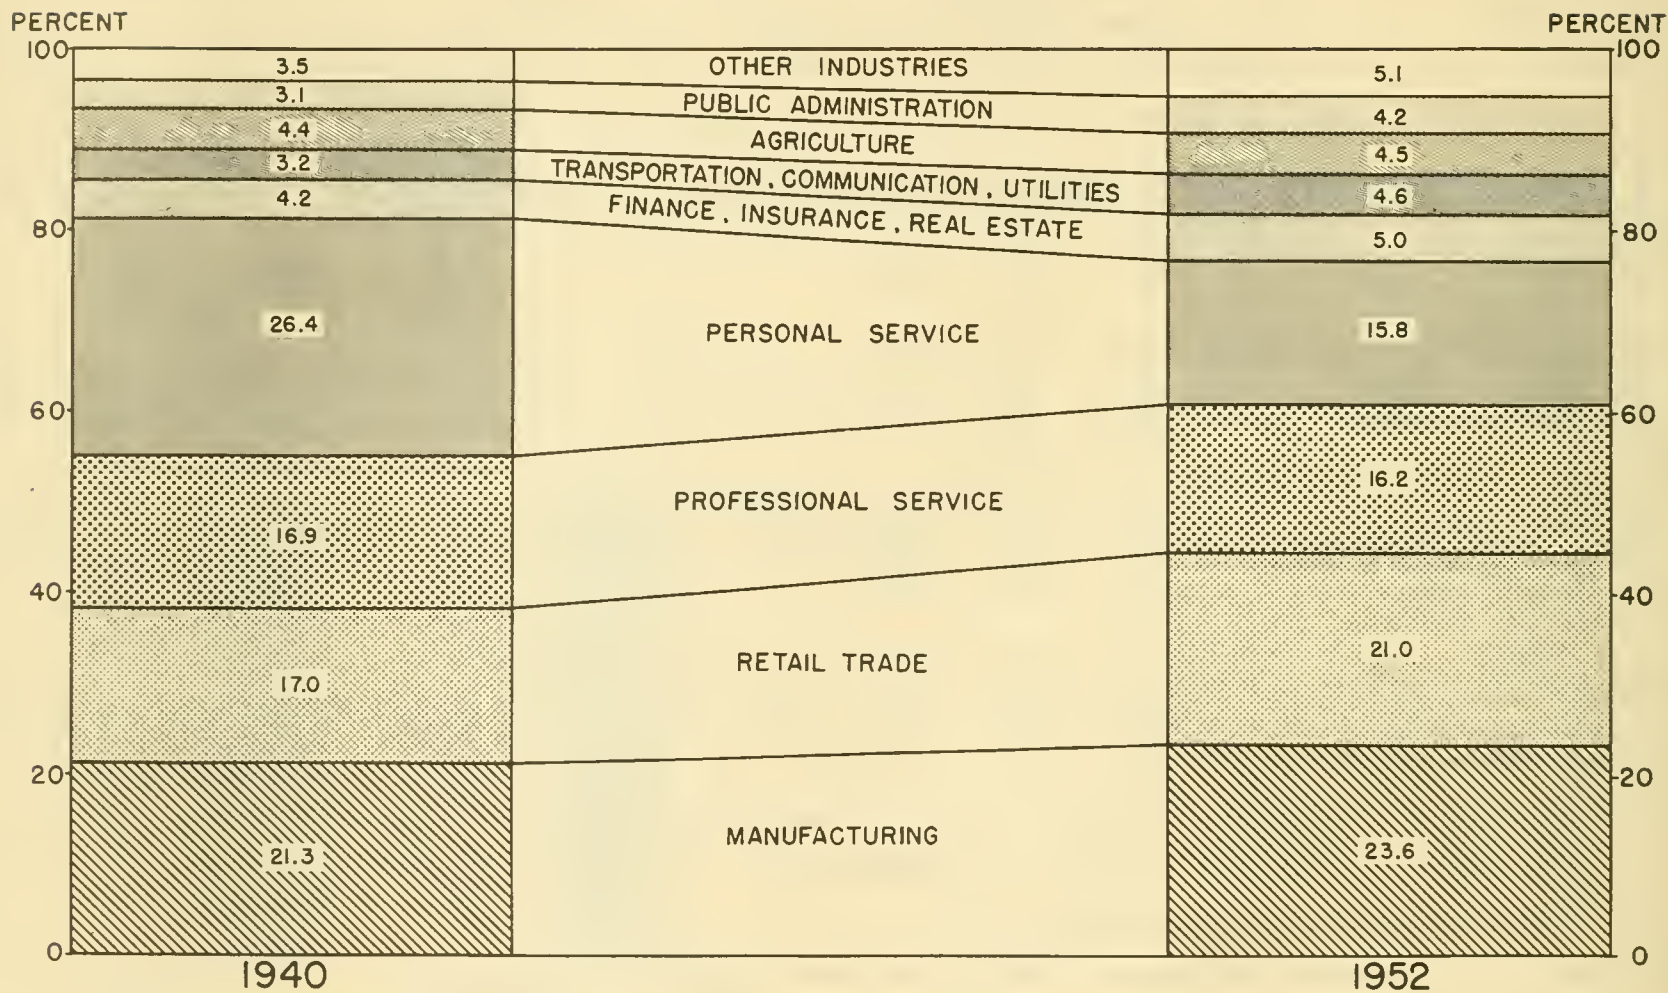 PERCENT PERCENT
100 100
3.5 OTHER INDUSTRIES 5.1
3.1 PUBLIC ADMINISTRATION 4.2
4.4 AGRICULTURE 4.5
3.2 TRANSPORTATION, COMMUNICATION, UTILITIES 4.6
4.2 FINANCE, INSURANCE, REAL ESTATE 5.0
80 80
26.4 PERSONAL SERVICE 15.8
60 60
16.9 PROFESSIONAL SERVICE 16.2
40 40
17.0 RETAIL TRADE 21.0
20 20
21.3 MANUFACTURING 23.6
0 0
1940 1952